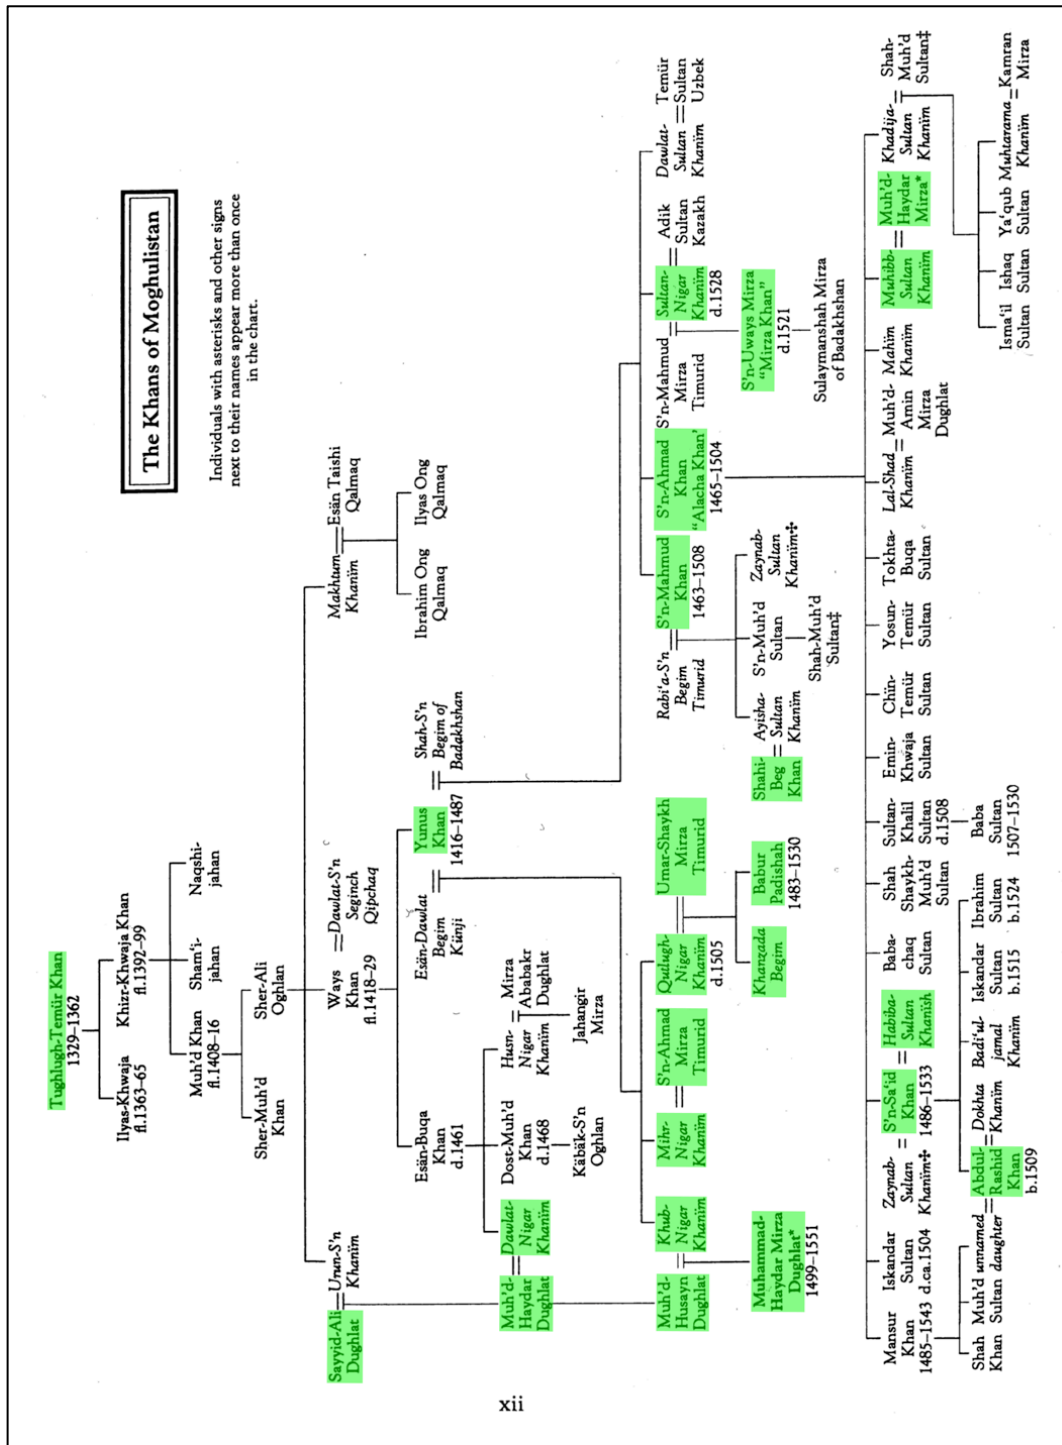 The Khans of Moghulistan
Individuals with asterisks and other signs
next to their names appear more than once
in the chart.
Tughlugh-Temür Khan
1329–1362
Ilyas-Khwaja
fl.1363–65
Khizr-Khwaja Khan
fl.1392–99
Muh'd Khan
fl.1408–16
Sham'i-
jahan
Naqshi-
jahan
Sher-Muh'd
Khan
Sher-Ali
Oghlan
Sayyid-Ali
Dughlat
=
Urun-S'n
Khanïm
Ways
Khan
fl.1418–29
=
Dawlat-S'n
Seginch
Qipchaq
Makhtum
Khanïm
=
Esän Taishi
Qalmaq
Esän-Buqa
Khan
d.1461
Esän-Dawlat
Begim
Künji
=
Yunus
Khan
1416–1487
=
Shah-S'n
Begim of
Badakhshan
Ibrahim Ong
Qalmaq
Ilyas Ong
Qalmaq
Muh'd-
Haydar
Dughlat
=
Dawlat-
Nigar
Khanïm
Dost-Muh'd
Khan
d.1468
Husn-
Nigar
Khanïm
=
Mirza
Ababakr
Dughlat
Käbäk-S'n
Oghlan
Jahangir
Mirza
Muh'd-
Husayn
Dughlat
=
Khub-
Nigar
Khanïm
Mihr-
Nigar
Khanïm
=
S'n-Ahmad
Mirza
Timurid
Qutlugh-
Nigar
Khanïm
d.1505
=
Umar-Shaykh
Mirza
Timurid
Rabi'a-S'n
Begim
Timurid
=
S'n-Mahmud
Khan
1463–1508
S'n-Ahmad
Khan
"Alacha Khan'
1465–1504
S'n-Mahmud
Mirza
Timurid
=
Sultan-
Nigar
Khanïm
d.1528
=
Adik
Sultan
Kazakh
Dawlat-
Sultan
Khanïm
=
Temür
Sultan
Uzbek
Muhammad-
Haydar Mirza
Dughlat*
1499–1551
Khanzada
Begim
Babur
Padishah
1483–1530
Shahi-
Beg
Khan
=
Ayisha-
Sultan
Khanïm
S'n-Muh'd
Sultan
Zaynab-
Sultan
Khanïm✣
S'n-Uways Mirza
"Mirza Khan"
d.1521
Shah-Muh'd
Sultan‡
Sulaymanshah Mirza
of Badakhshan
Mansur
Khan
1485–1543
Iskandar
Sultan
d.ca.1504
Zaynab-
Sultan
Khanïm✣
=
S'n-Sa'id
Khan
1486–1533
=
Habiba-
Sultan
Khanïsh
Baba-
chaq
Sultan
Shah
Shaykh-
Muh'd
Sultan
Sultan-
Khalil
Sultan
d.1508
Emin-
Khwaja
Sultan
Chïn-
Temür
Sultan
Yosun-
Temür
Sultan
Tokhta-
Buqa
Sultan
Lal-Shad
Khanïm
=
Muh'd-
Amin
Mirza
Dughlat
Mahïm
Khanïm
Muhibb-
Sultan
Khanïm
=
Muh'd-
Haydar
Mirza*
Khadija-
Sultan
Khanïm
=
Shah-
Muh'd
Sultan‡
Shah
Khan
Muh'd
Sultan
unnamed
daughter
=
Abdul-
Rashid
Khan
b.1509
=
Dokhta
Khanïm
Badi'ul-
jamal
Khanïm
Iskandar
Sultan
b.1515
Ibrahim
Sultan
b.1524
Baba
Sultan
1507–1530
Isma'il
Sultan
Ishaq
Sultan
Ya'qub
Sultan
Muhtarama
Khanïm
=
Kamran
Mirza
xii